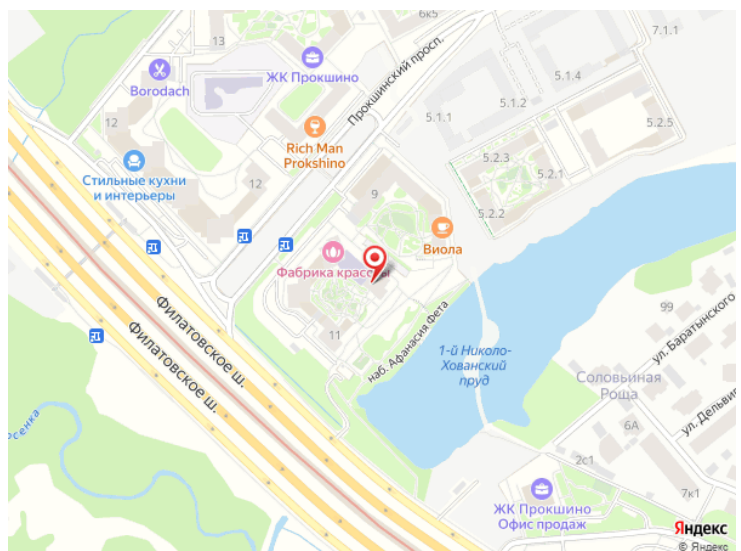 6к5
7.1.1
13
ЖК Прокшино
Прокшинский просп.
Borodach
5.1.4
5.1.2
5.1.1
5.2.5
12
Rich Man
Prokshino
5.2.3
5.2.1
Стильные кухни
и интерьеры
12
9
5.2.2
Виола
Фабрика красоты
Филатовское ш.
наб. Афанасия Фета
99
ул. Баратынского
11
1-й Николо-
Хованский
пруд
Филатовское ш.
Соловьиная
Роща
ул. Дельвиг
6А
2с1
7к1
ЖК Прокшино
Офис продаж
Яндекс
© Яндекс